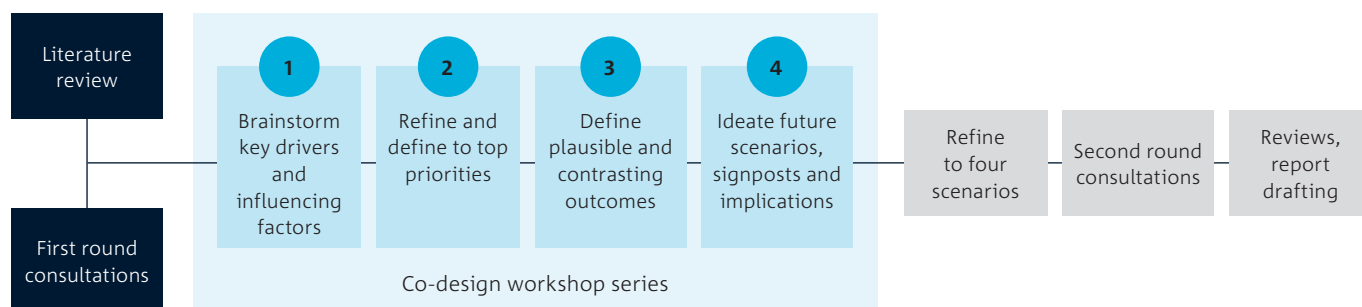 Literature
review
First round
consultations
1
Brainstorm
key drivers
and
influencing
factors
2
Refine and
define to top
priorities
3
Define
plausible and
contrasting
outcomes
4
Ideate future
scenarios,
signposts and
implications
Co-design workshop series
Refine
to four
scenarios
Second round
consultations
Reviews,
report
drafting